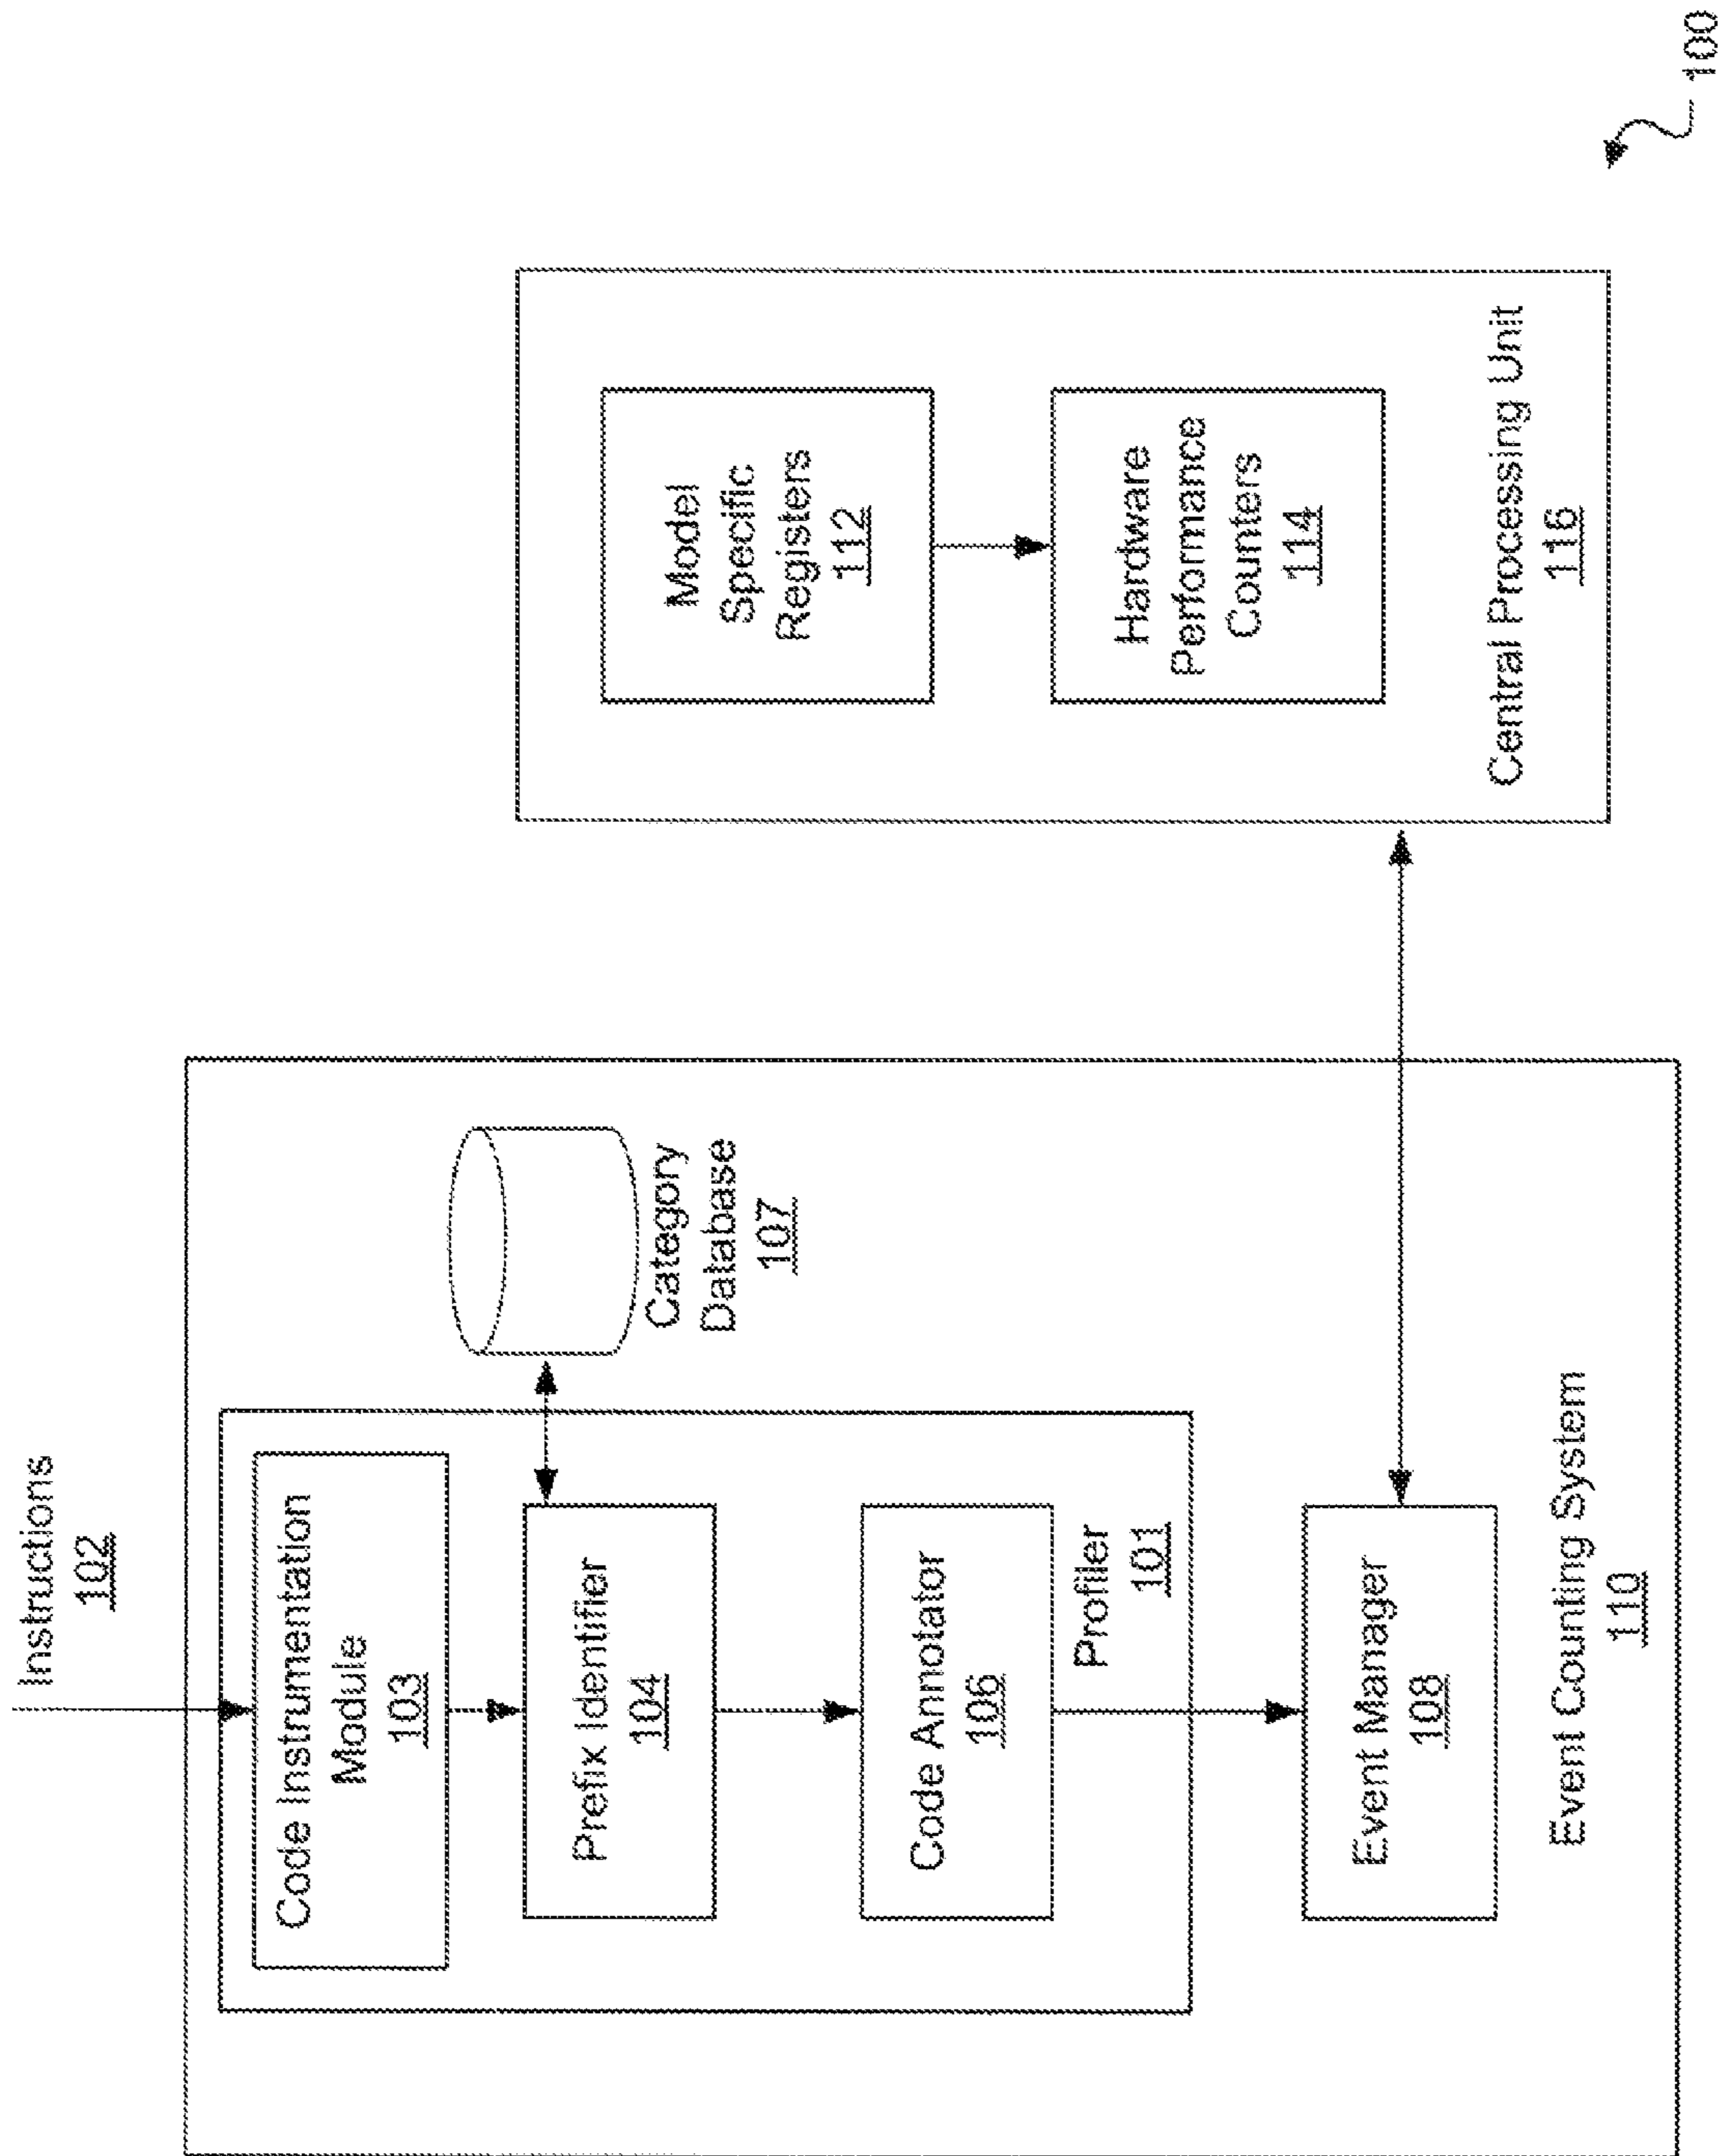 Instructions
102
Code Instrumentation
Module
103
Prefix Identifier
104
Code Annotator
106
Profiler
101
Category
Database
107
Event Manager
108
Event Counting System
110
Model
Specific
Registers
112
Hardware
Performance
Counters
114
Central Processing Unit
116
100